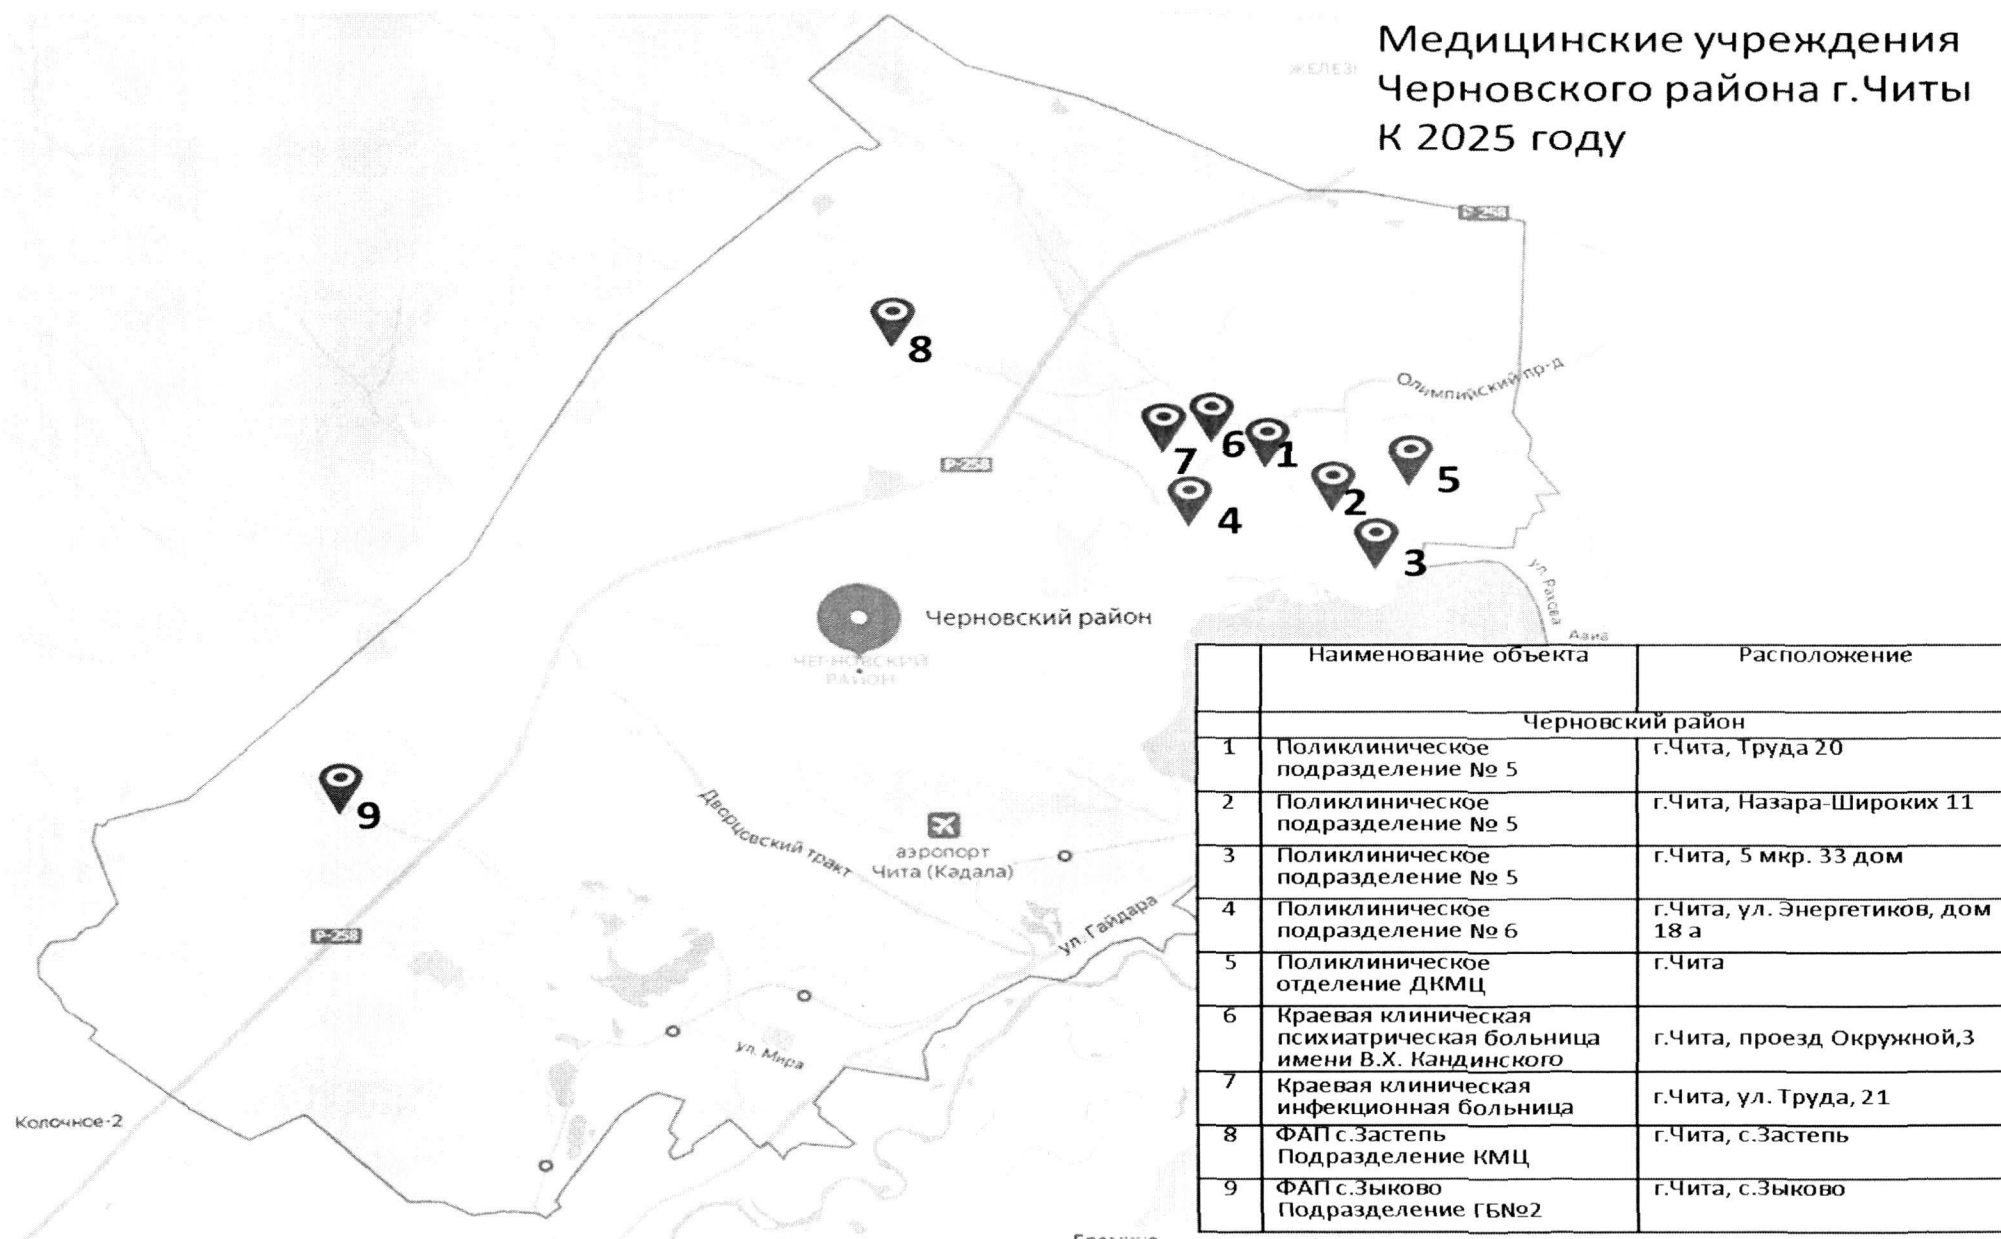 Медицинские учреждения
Черновского района г.Читы
К 2025 году
ЖЕЛЕЗН
Р-258
8
Олимпийский пр-д
7
6
1
5
2
4
3
Р-258
ул. Рахова
Авиа
Черновский район
ЧЕРНОВСКИЙ
РАЙОН
9
Дворцовский тракт
аэропорт
Чита (Кадала)
ул. Гайдара
Р-258
ул. Мира
Колочное-2
Наименование объекта Расположение
Черновский район
1 Поликлиническое г.Чита, Труда 20
подразделение № 5
2 Поликлиническое г.Чита, Назара-Широких 11
подразделение № 5
3 Поликлиническое г.Чита, 5 мкр. 33 дом
подразделение № 5
4 Поликлиническое г.Чита, ул. Энергетиков, дом
подразделение № 6 18 а
5 Поликлиническое г.Чита
отделение ДКМЦ
6 Краевая клиническая
психиатрическая больница г.Чита, проезд Окружной,3
имени В.Х. Кандинского
7 Краевая клиническая
инфекционная больница г.Чита, ул. Труда, 21
8 ФАП с.Застепь г.Чита, с.Застепь
Подразделение КМЦ
9 ФАП с.Зыково г.Чита, с.Зыково
Подразделение ГБ№2